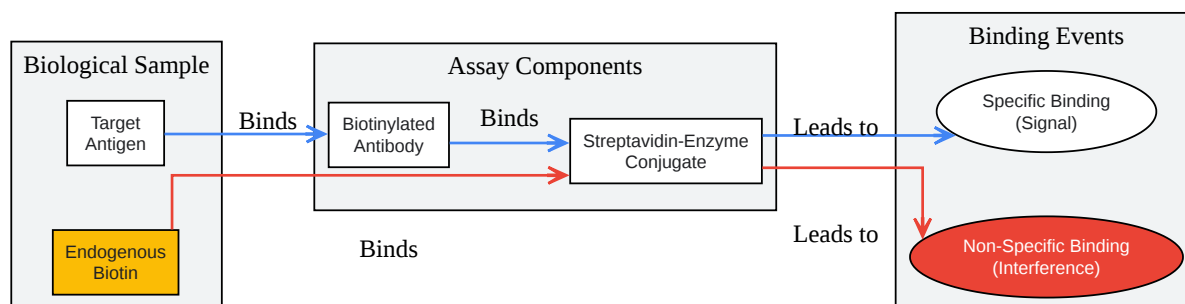 Biological Sample
Target
Antigen
Endogenous
Biotin
Binds
Assay Components
Biotinylated
Antibody
Binds
Streptavidin-Enzyme
Conjugate
Binds
Leads to
Leads to
Binding Events
Specific Binding
(Signal)
Non-Specific Binding
(Interference)